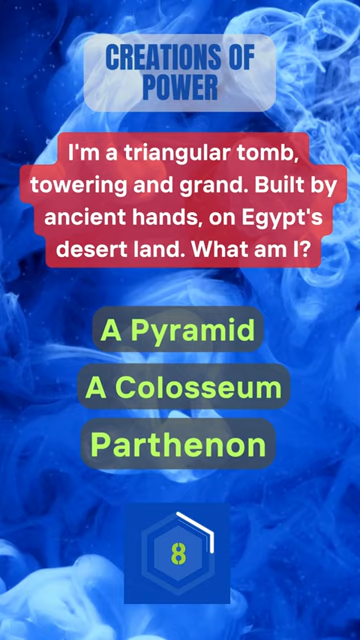 CREATIONS OF
POWER
I'm a triangular tomb,
towering and grand. Built by
ancient hands, on Egypt's
desert land. What am I?
A Pyramid
A Colosseum
Parthenon
8